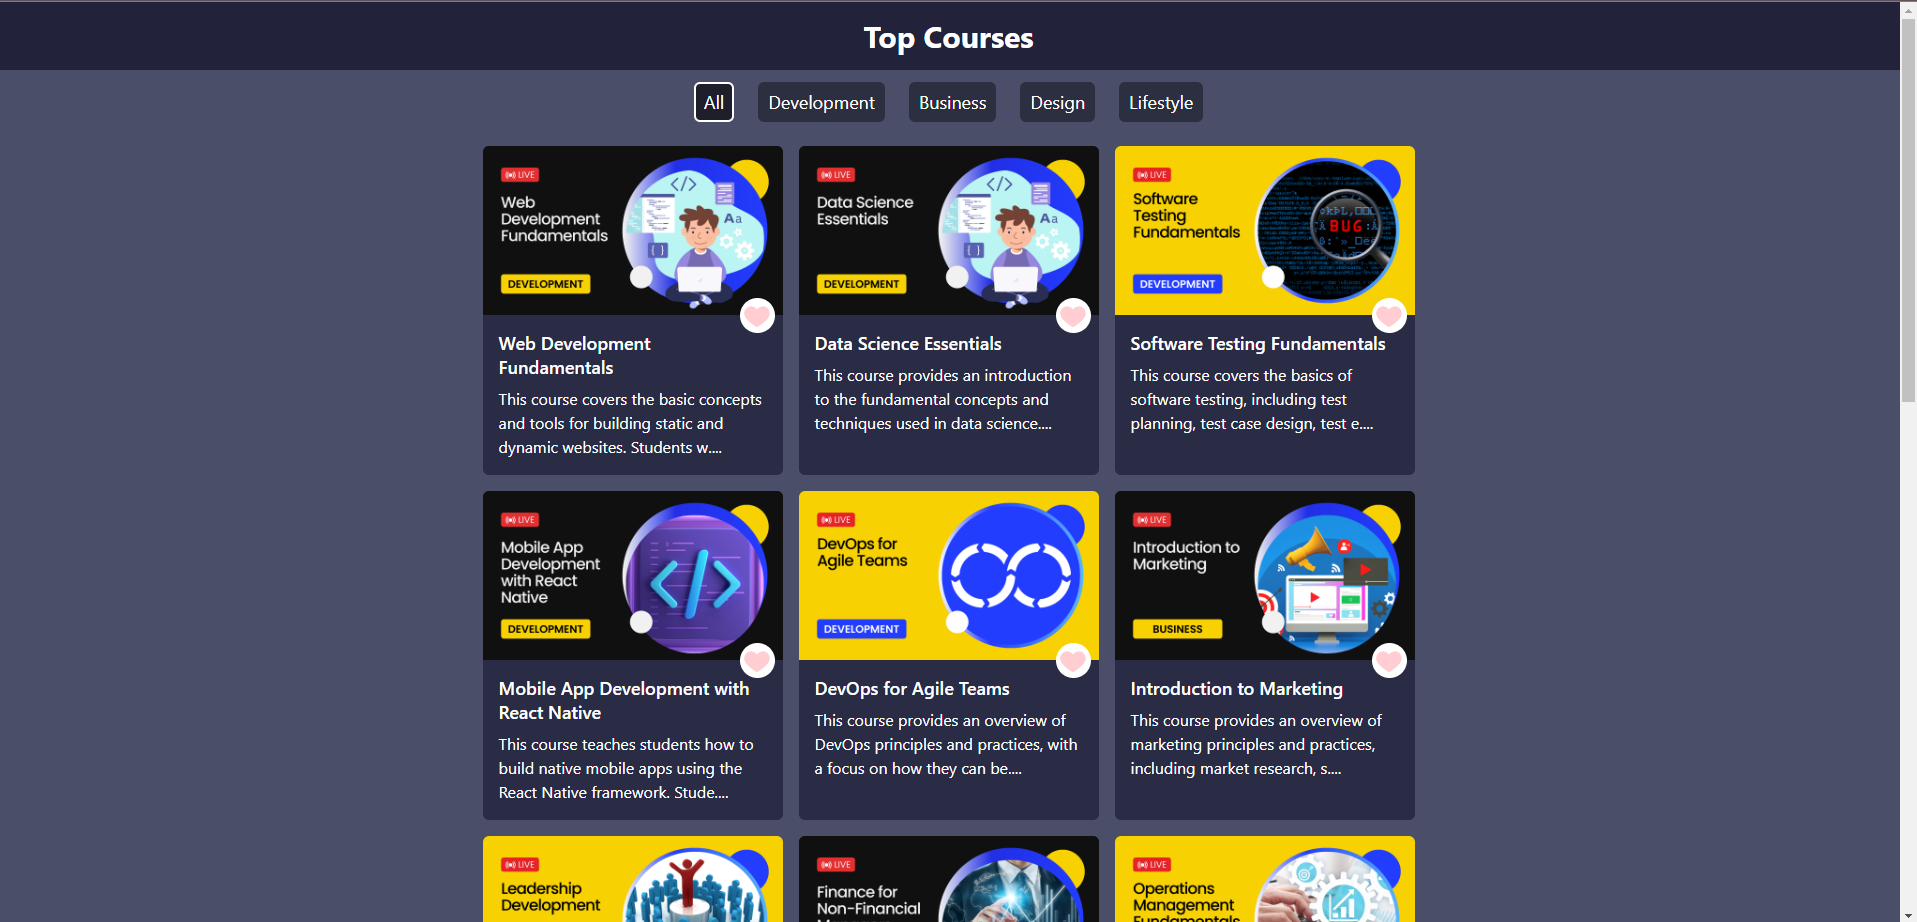 Top Courses
All
Development
Business
Design
Lifestyle
LIVE
Web
Development
Fundamentals
DEVELOPMENT
Web Development
Fundamentals
This course covers the basic concepts
and tools for building static and
dynamic websites. Students w....
LIVE
Data Science
Essentials
DEVELOPMENT
Data Science Essentials
This course provides an introduction
to the fundamental concepts and
techniques used in data science....
LIVE
Software
Testing
Fundamentals
BUG
DEVELOPMENT
Software Testing Fundamentals
This course covers the basics of
software testing, including test
planning, test case design, test e....
LIVE
Mobile App
Development
with React
Native
DEVELOPMENT
Mobile App Development with
React Native
This course teaches students how to
build native mobile apps using the
React Native framework. Stude....
LIVE
DevOps for
Agile Teams
DEVELOPMENT
DevOps for Agile Teams
This course provides an overview of
DevOps principles and practices, with
a focus on how they can be....
LIVE
Introduction to
Marketing
BUSINESS
Introduction to Marketing
This course provides an overview of
marketing principles and practices,
including market research, s....
LIVE
Leadership
Development
LIVE
Finance for
Non-Financial
LIVE
Operations
Management
Fundamentals